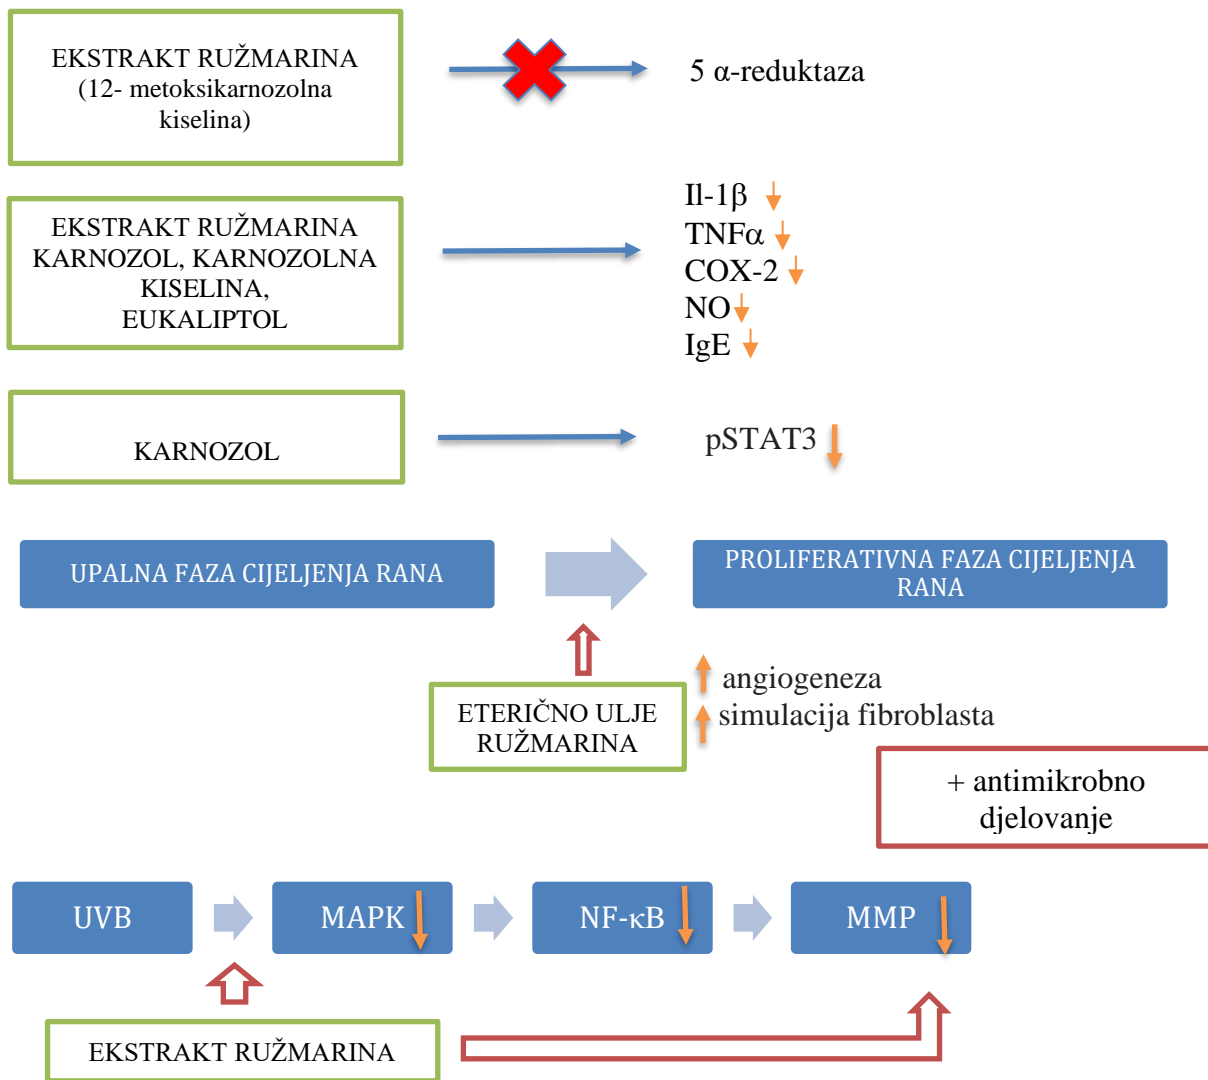 EKSTRAKT RUŽMARINA
(12- metoksikarnozolna
kiselina)
5 α-reduktaza
EKSTRAKT RUŽMARINA
KARNOZOL, KARNOZOLNA
KISELINA,
EUKALIPTOL
Il-1β
TNFα
COX-2
NO
IgE
KARNOZOL
pSTAT3
UPALNA FAZA CIJELJENJA RANA
PROLIFERATIVNA FAZA CIJELJENJA
RANA
ETERIČNO ULJE
RUŽMARINA
angiogeneza
simulacija fibroblasta
+ antimikrobno
djelovanje
UVB
MAPK
NF-κB
MMP
EKSTRAKT RUŽMARINA